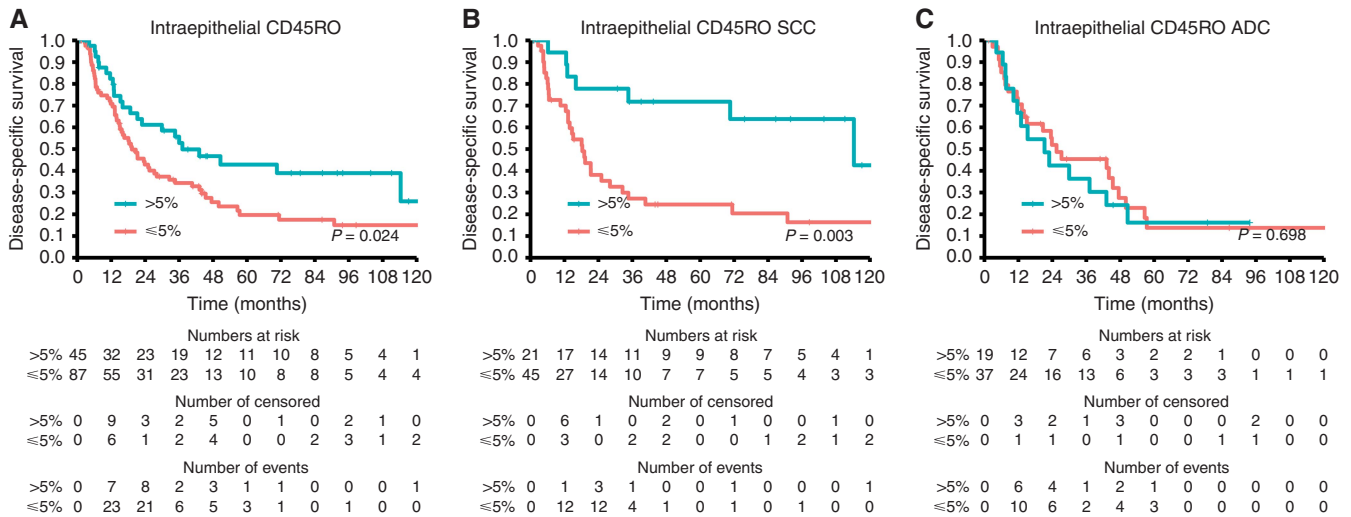 A
Intraepithelial CD45RO
Disease-specific survival
1.0
0.9
0.8
0.7
0.6
0.5
0.4
0.3
0.2
0.1
0.0
>5%
≤5%
P = 0.024
0 12 24 36 48 60 72 84 96 108 120
Time (months)
Numbers at risk
>5% 45 32 23 19 12 11 10 8 5 4 1
≤5% 87 55 31 23 13 10 8 8 5 4 4
Number of censored
>5% 0 9 3 2 5 0 1 0 2 1 0
≤5% 0 6 1 2 4 0 0 2 3 1 2
Number of events
>5% 0 7 8 2 3 1 1 0 0 0 1
≤5% 0 23 21 6 5 3 1 0 1 0 0
B
Intraepithelial CD45RO SCC
Disease-specific survival
1.0
0.9
0.8
0.7
0.6
0.5
0.4
0.3
0.2
0.1
0.0
>5%
≤5%
P = 0.003
0 12 24 36 48 60 72 84 96 108 120
Time (months)
Numbers at risk
>5% 21 17 14 11 9 9 8 7 5 4 1
≤5% 45 27 14 10 7 7 5 5 4 3 3
Number of censored
>5% 0 6 1 0 2 0 1 0 0 1 0
≤5% 0 3 0 2 2 0 0 1 2 1 2
Number of events
>5% 0 1 3 1 0 0 1 0 0 0 1
≤5% 0 12 12 4 1 0 1 0 1 0 0
C
Intraepithelial CD45RO ADC
Disease-specific survival
1.0
0.9
0.8
0.7
0.6
0.5
0.4
0.3
0.2
0.1
0.0
>5%
≤5%
P = 0.698
0 12 24 36 48 60 72 84 96 108 120
Time (months)
Numbers at risk
>5% 19 12 7 6 3 2 2 1 0 0 0
≤5% 37 24 16 13 6 3 3 3 1 1 1
Number of censored
>5% 0 3 2 1 3 0 0 0 2 0 0
≤5% 0 1 1 0 1 0 0 1 1 0 0
Number of events
>5% 0 6 4 1 2 1 0 0 0 0 0
≤5% 0 10 6 2 4 3 0 0 0 0 0